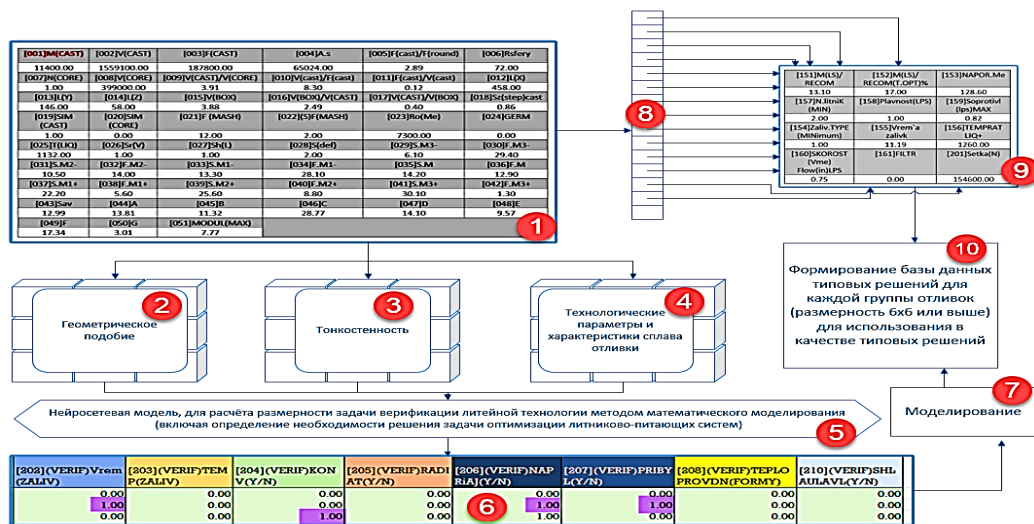 [001]M(CAST) [002]V(CAST) [003]F(CAST) [004]A.s [005]F(cast)/F(round) [006]Rsfery
11400.00 1559100.00 187800.00 65024.00 2.89 72.00
[007]N(CORE) [008]V(CORE) [009]V(CAST)/V(CORE) [010]V(cast)/F(cast) [011]F(cast)/V(cast) [012]L(X)
1.00 399000.00 3.91 8.30 0.12 458.00
[013]L(Y) [014]L(Z) [015]V(BOX) [016]V(BOX)/V(CAST) [017]V(CAST)/V(BOX) [018]Sz(step)cast
146.00 58.00 3.88 2.49 0.40 0.86
[019]SIM (CAST) [020]SIM (CORE) [021]F (MASH) [022](S)F(MASH) [023]Ro(Me) [024]GERM
1.00 0.00 12.00 2.00 7300.00 0.00
[025]T(LIQ) [026]Sr(V) [027]Sh(L) [028]S(def) [029]S.M3- [030]F.M3-
1132.00 1.00 1.00 2.00 6.10 29.40
[031]S.M2- [032]F.M2- [033]S.M1- [034]F.M1- [035]S.M [036]F.M
10.50 14.00 13.30 28.10 14.20 12.90
[037]S.M1+ [038]F.M1+ [039]S.M2+ [040]F.M2+ [041]S.M3+ [042]F.M3+
22.20 5.60 25.60 8.80 30.10 1.30
[043]Sav [044]A [045]B [046]C [047]D [048]E
12.99 13.81 11.32 28.77 14.10 9.57
[049]F [050]G [051]MODUL(MAX)
17.34 3.01 7.77
1
8
[151]M(LS)/ RECOM [152]M(LS)/ RECOM(T.OPT)% [153]NAPOR.Me
13.10 17.00 128.60
[157]N.litniK (MIN) [158]Plavnost(LPS) [159]Soprotivl (lps)MAX
2.00 1.00 0.82
[154]Zaliv.TYPE (MINimum) [155]Vrem'a zalivk [156]TEMPRAT LIQ+
1.00 11.19 1260.00
[160]SKOROST (Vme) Flow(in)LPS [161]FILTR [201]Setka(N)
0.75 0.00 154600.00
9
2
Геометрическое
подобие
3
Тонкостенность
4
Технологические
параметры и
характеристики сплава
отливки
10
Формирование базы данных
типовых решений для
каждой группы отливок
(размерность 6х6 или выше)
для использования в
качестве типовых решений
7
Моделирование
Нейросетевая модель, для расчёта размерности задачи верификации литейной технологии методом математического моделирования
(включая определение необходимости решения задачи оптимизации литниково-питающих систем)
5
[202](VERIF)Vrem (ZALIV) [203](VERIF)TEM P(ZALIV) [204](VERIF)KON V(Y/N) [205](VERIF)RADI AT(Y/N) [206](VERIF)NAP RiA](Y/N) [207](VERIF)PRIBY L(Y/N) [208](VERIF)TEPLO PROVDN(FORMY) [210](VERIF)SHL AULAVL(Y/N)
0.00 0.00 0.00 0.00 0.00 0.00 0.00 0.00
1.00 0.00 0.00 0.00 1.00 1.00 0.00 0.00
0.00 0.00 1.00 0.00 1.00 0.00 0.00 0.00
6